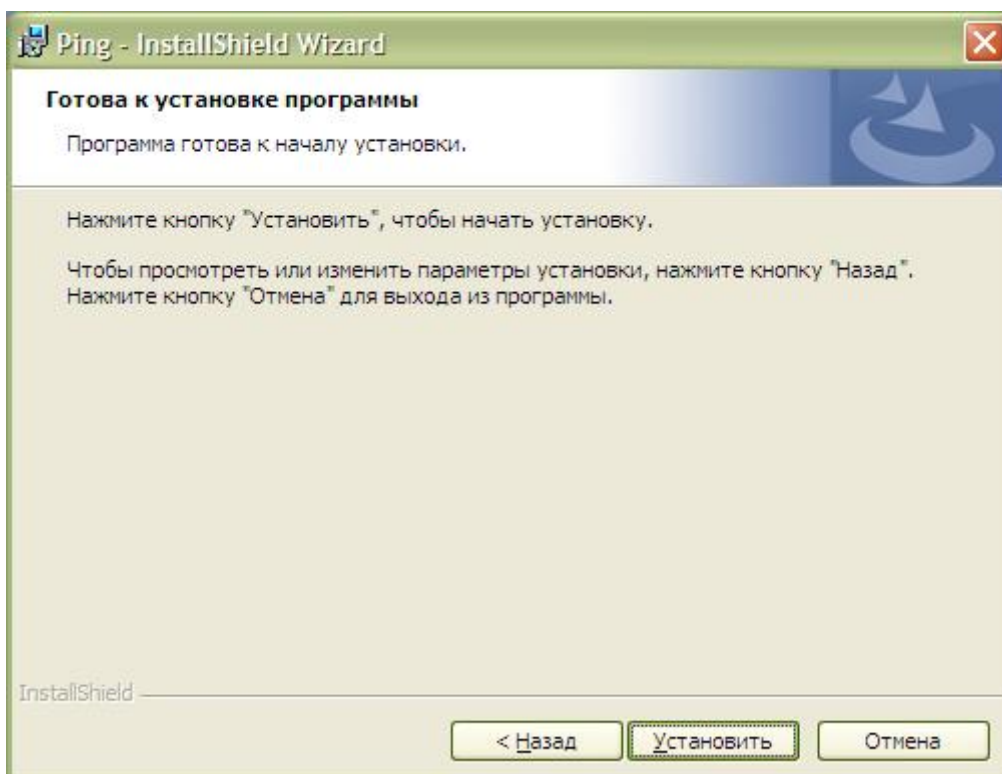 Ping - InstallShield Wizard
Готова к установке программы
Программа готова к началу установки.
Нажмите кнопку "Установить", чтобы начать установку.
Чтобы просмотреть или изменить параметры установки, нажмите кнопку "Назад".
Нажмите кнопку "Отмена" для выхода из программы.
InstallShield
< Назад Установить Отмена